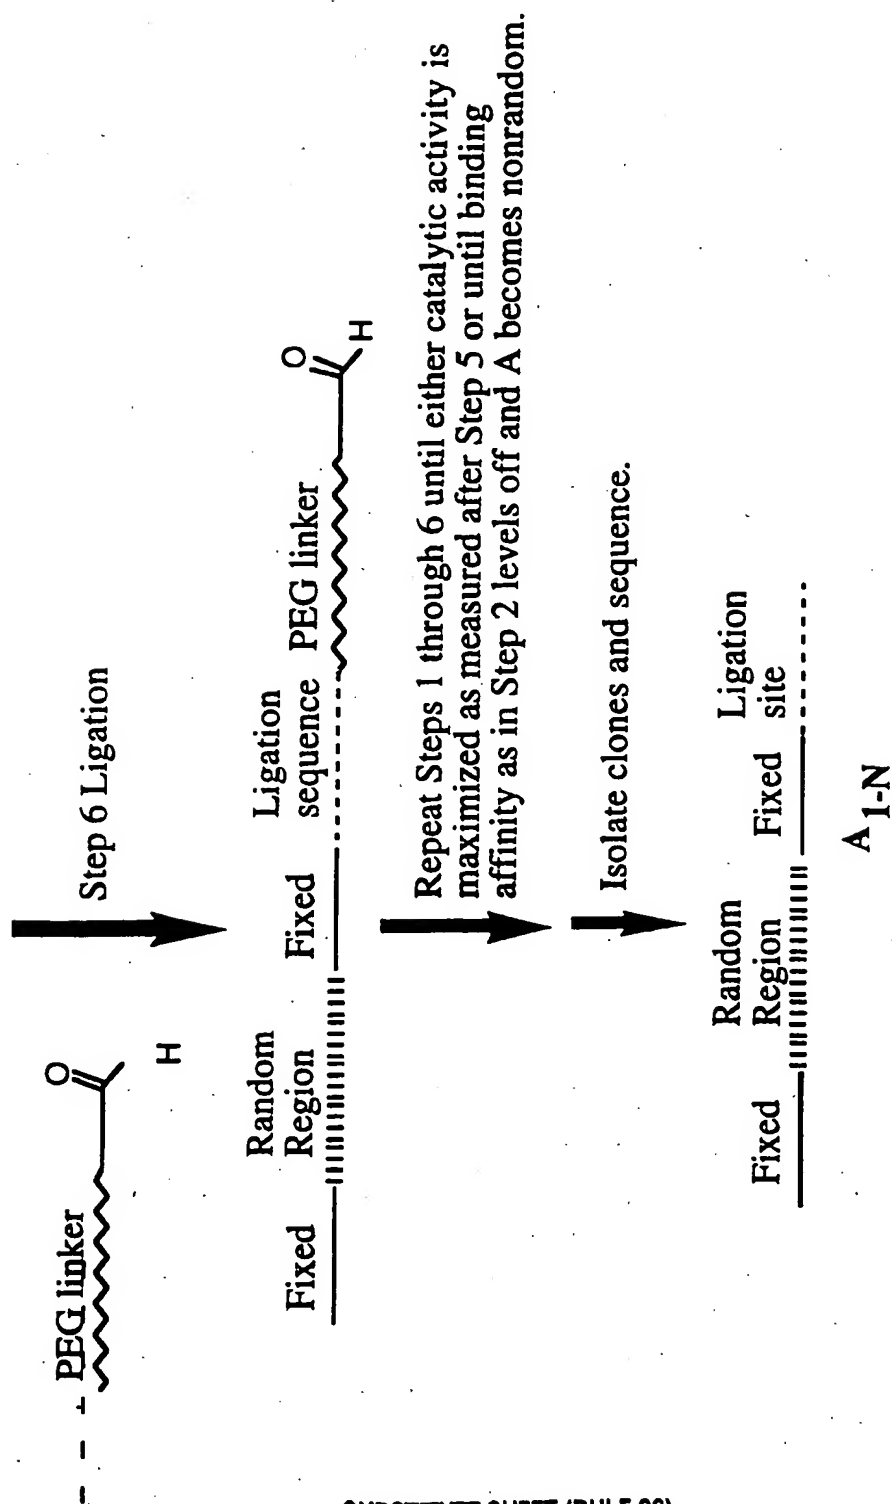 PEG linker
O
H
Step 6 Ligation
Fixed
Random
Region
Fixed
Ligation
sequence
PEG linker
O
H
Repeat Steps 1 through 6 until either catalytic activity is
maximized as measured after Step 5 or until binding
affinity as in Step 2 levels off and A becomes nonrandom.
Isolate clones and sequence.
Fixed
Random
Region
Fixed
Ligation
site
A 1-N